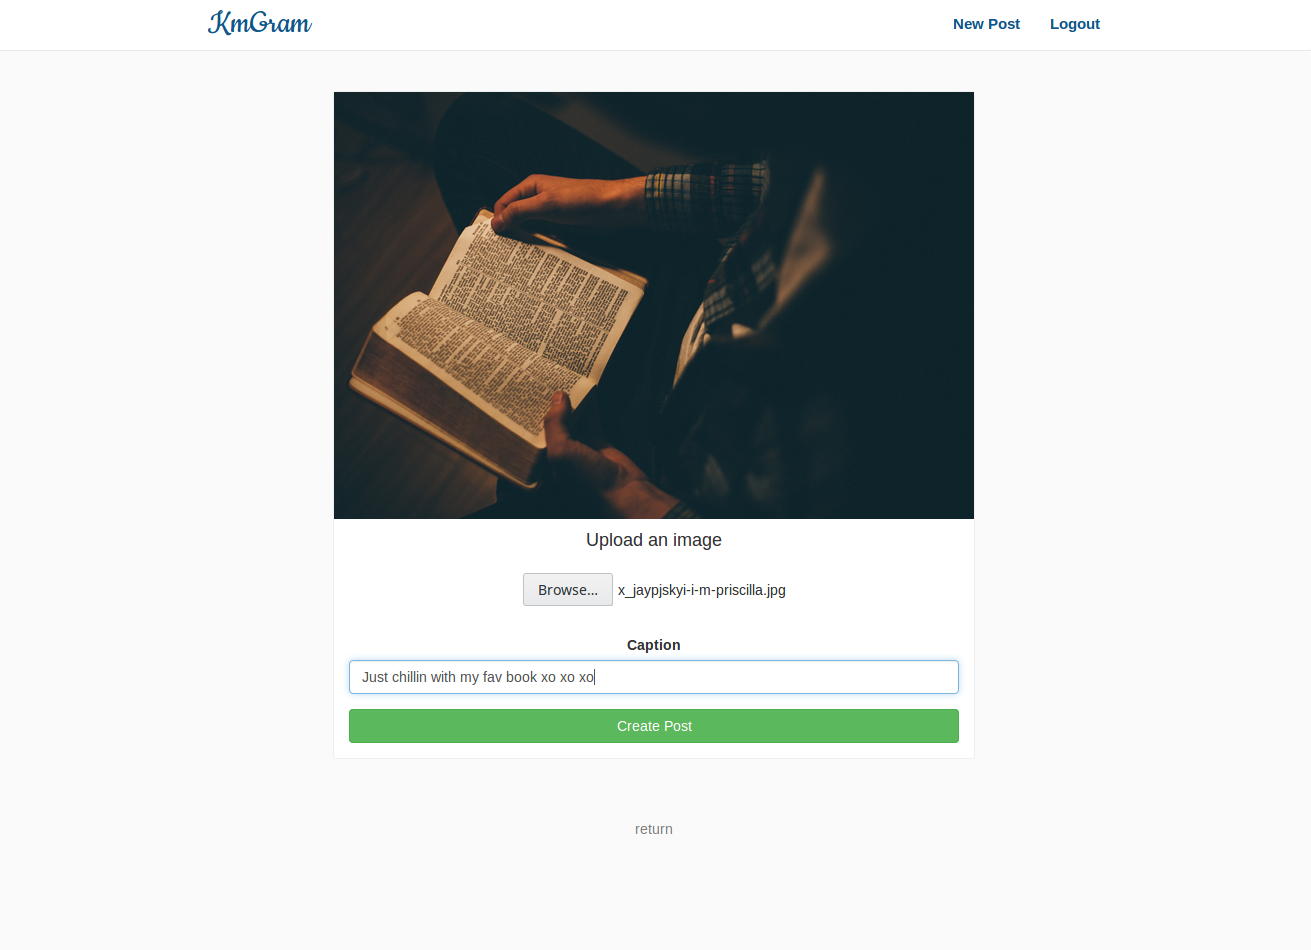 KmGram
New Post
Logout
Upload an image
Browse...
x_jaypjskyi-i-m-priscilla.jpg
Caption
Just chillin with my fav book xo xo xo
Create Post
return